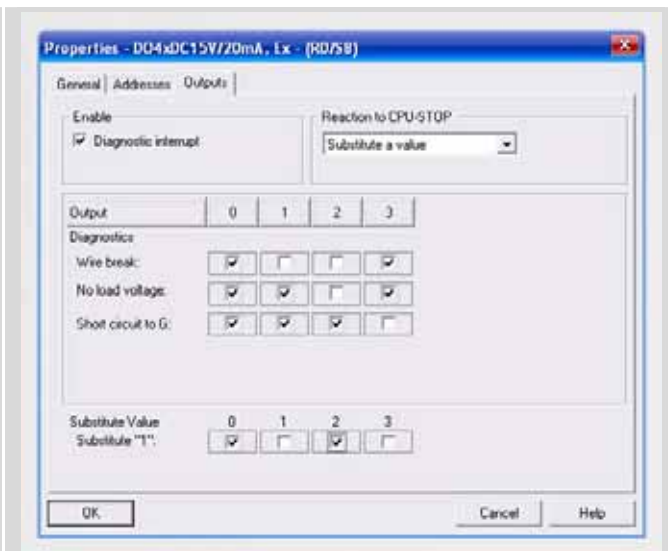 Properties - DO4xDC15V/20mA, Ex - (RD/S8)
General Addresses Outputs
Enable
Diagnostic interrupt
Reaction to CPU-STOP
Substitute a value
Output 0 1 2 3
Diagnostics
Wire break:
No load voltage:
Short circuit to G:
Substitute Value 0 1 2 3
Substitute "1":
OK Cancel Help